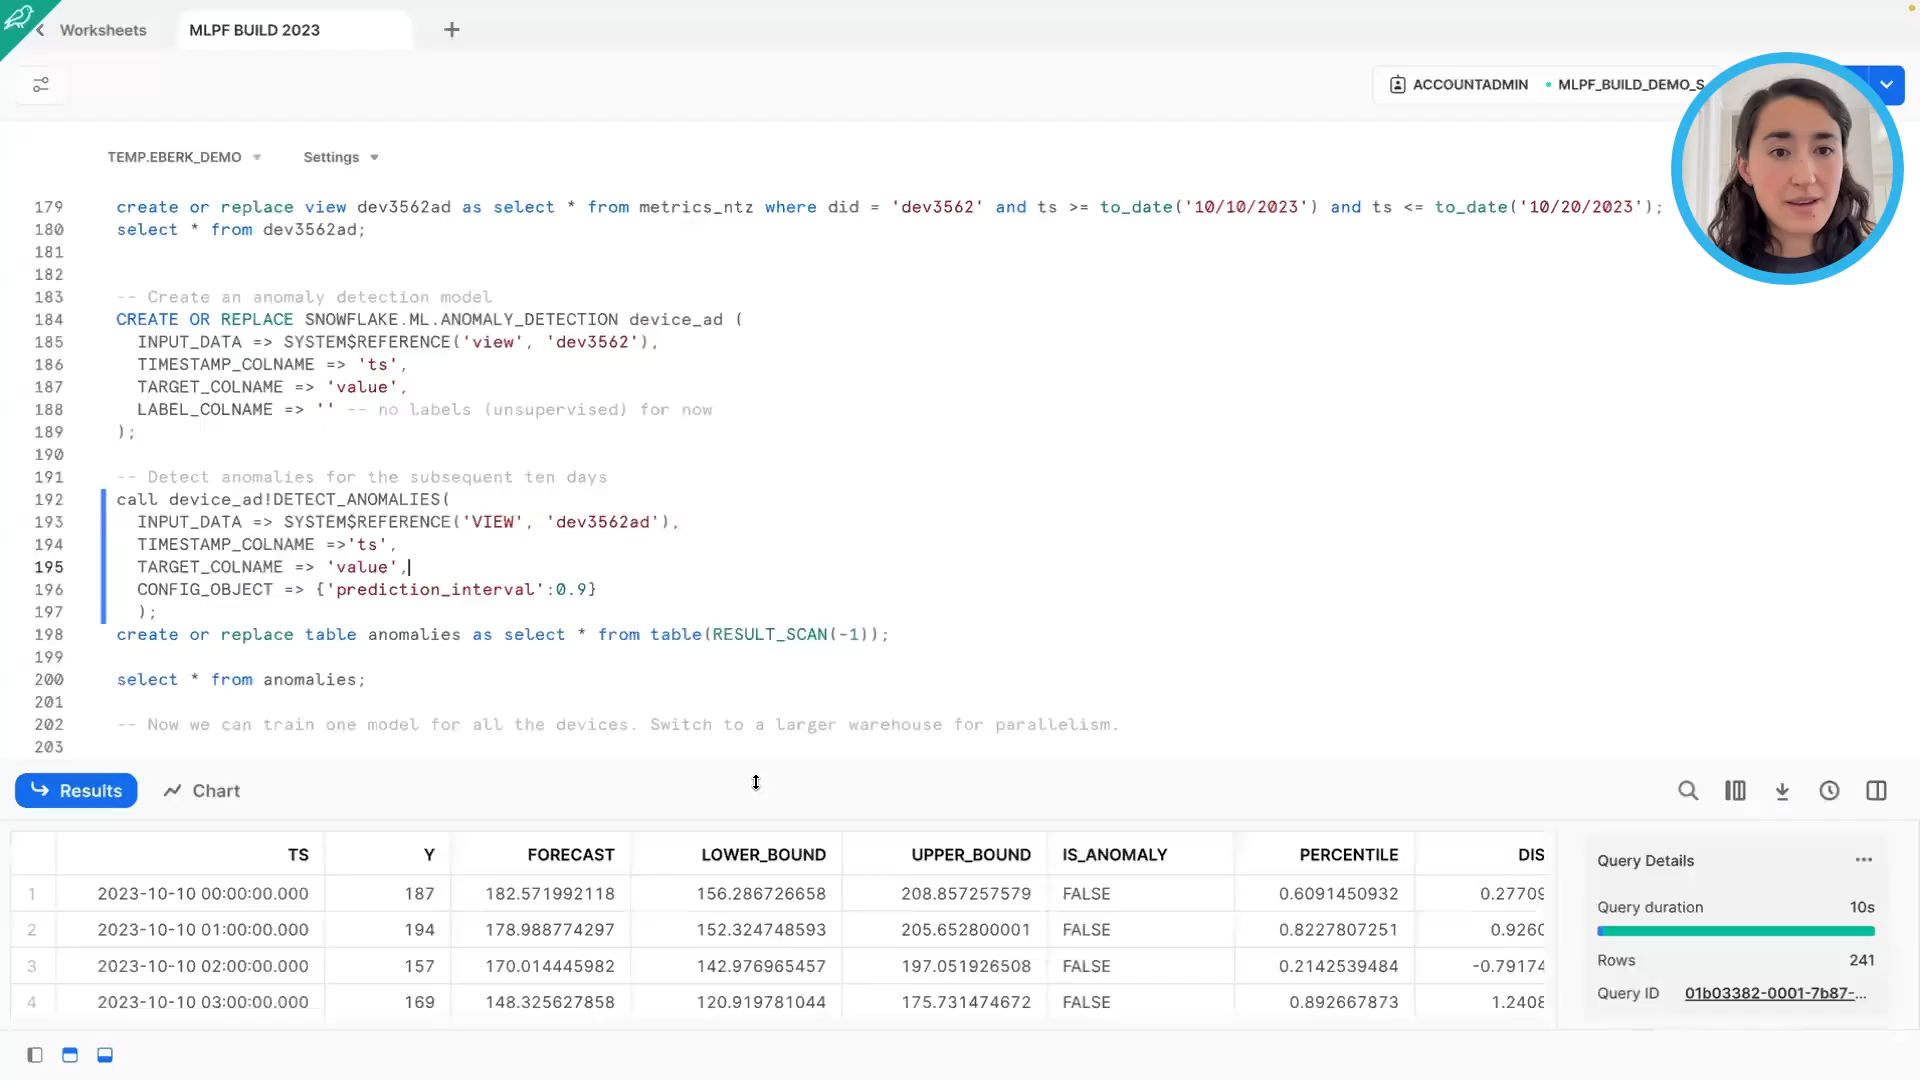 Worksheets
MLPF BUILD 2023
ACCOUNTADMIN
MLPF_BUILD_DEMO_S
TEMP.EBERK_DEMO
Settings
179 create or replace view dev3562ad as select * from metrics_ntz where did = 'dev3562' and ts >= to_date('10/10/2023') and ts <= to_date('10/20/2023');
180 select * from dev3562ad;
181
182
183 -- Create an anomaly detection model
184 CREATE OR REPLACE SNOWFLAKE.ML.ANOMALY_DETECTION device_ad (
185 INPUT_DATA => SYSTEM$REFERENCE('view', 'dev3562'),
186 TIMESTAMP_COLNAME => 'ts',
187 TARGET_COLNAME => 'value',
188 LABEL_COLNAME => '' -- no labels (unsupervised) for now
189 );
190
191 -- Detect anomalies for the subsequent ten days
192 call device_ad!DETECT_ANOMALIES(
193 INPUT_DATA => SYSTEM$REFERENCE('VIEW', 'dev3562ad'),
194 TIMESTAMP_COLNAME =>'ts',
195 TARGET_COLNAME => 'value',
196 CONFIG_OBJECT => {'prediction_interval':0.9}
197 );
198 create or replace table anomalies as select * from table(RESULT_SCAN(-1));
199
200 select * from anomalies;
201
202 -- Now we can train one model for all the devices. Switch to a larger warehouse for parallelism.
203
Results
Chart
TS Y FORECAST LOWER_BOUND UPPER_BOUND IS_ANOMALY PERCENTILE DIS
1 2023-10-10 00:00:00.000 187 182.571992118 156.286726658 208.857257579 FALSE 0.6091450932 0.27709
2 2023-10-10 01:00:00.000 194 178.988774297 152.324748593 205.652800001 FALSE 0.8227807251 0.9260
3 2023-10-10 02:00:00.000 157 170.014445982 142.976965457 197.051926508 FALSE 0.2142539484 -0.79174
4 2023-10-10 03:00:00.000 169 148.325627858 120.919781044 175.731474672 FALSE 0.892667873 1.2408
Query Details
Query duration 10s
Rows 241
Query ID 01b03382-0001-7b87-...